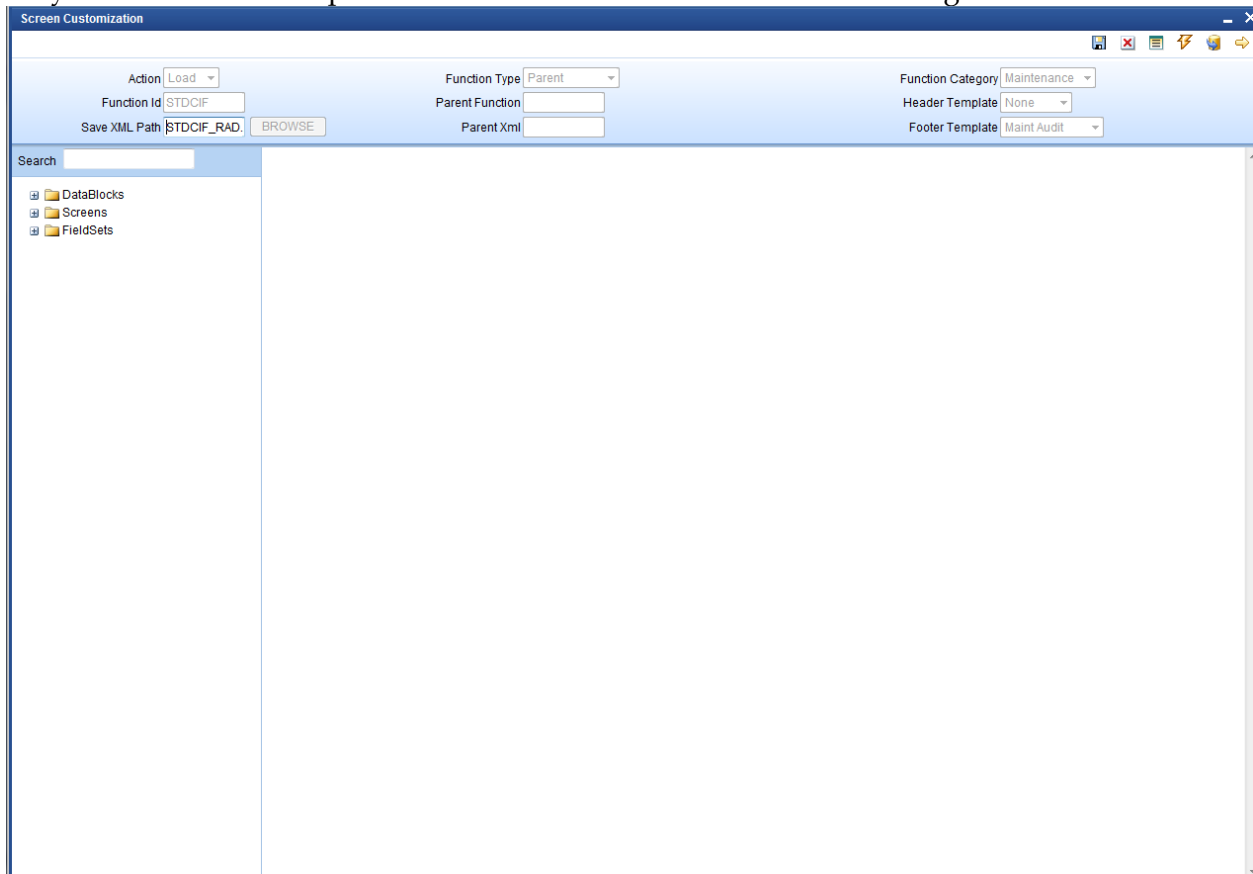 Screen Customization
Action Load Function Type Parent Function Category Maintenance
Function Id STDCIF Parent Function Header Template None
Save XML Path STDCIF_RAD. BROWSE Parent Xml Footer Template Maint Audit
Search
DataBlocks
Screens
FieldSets